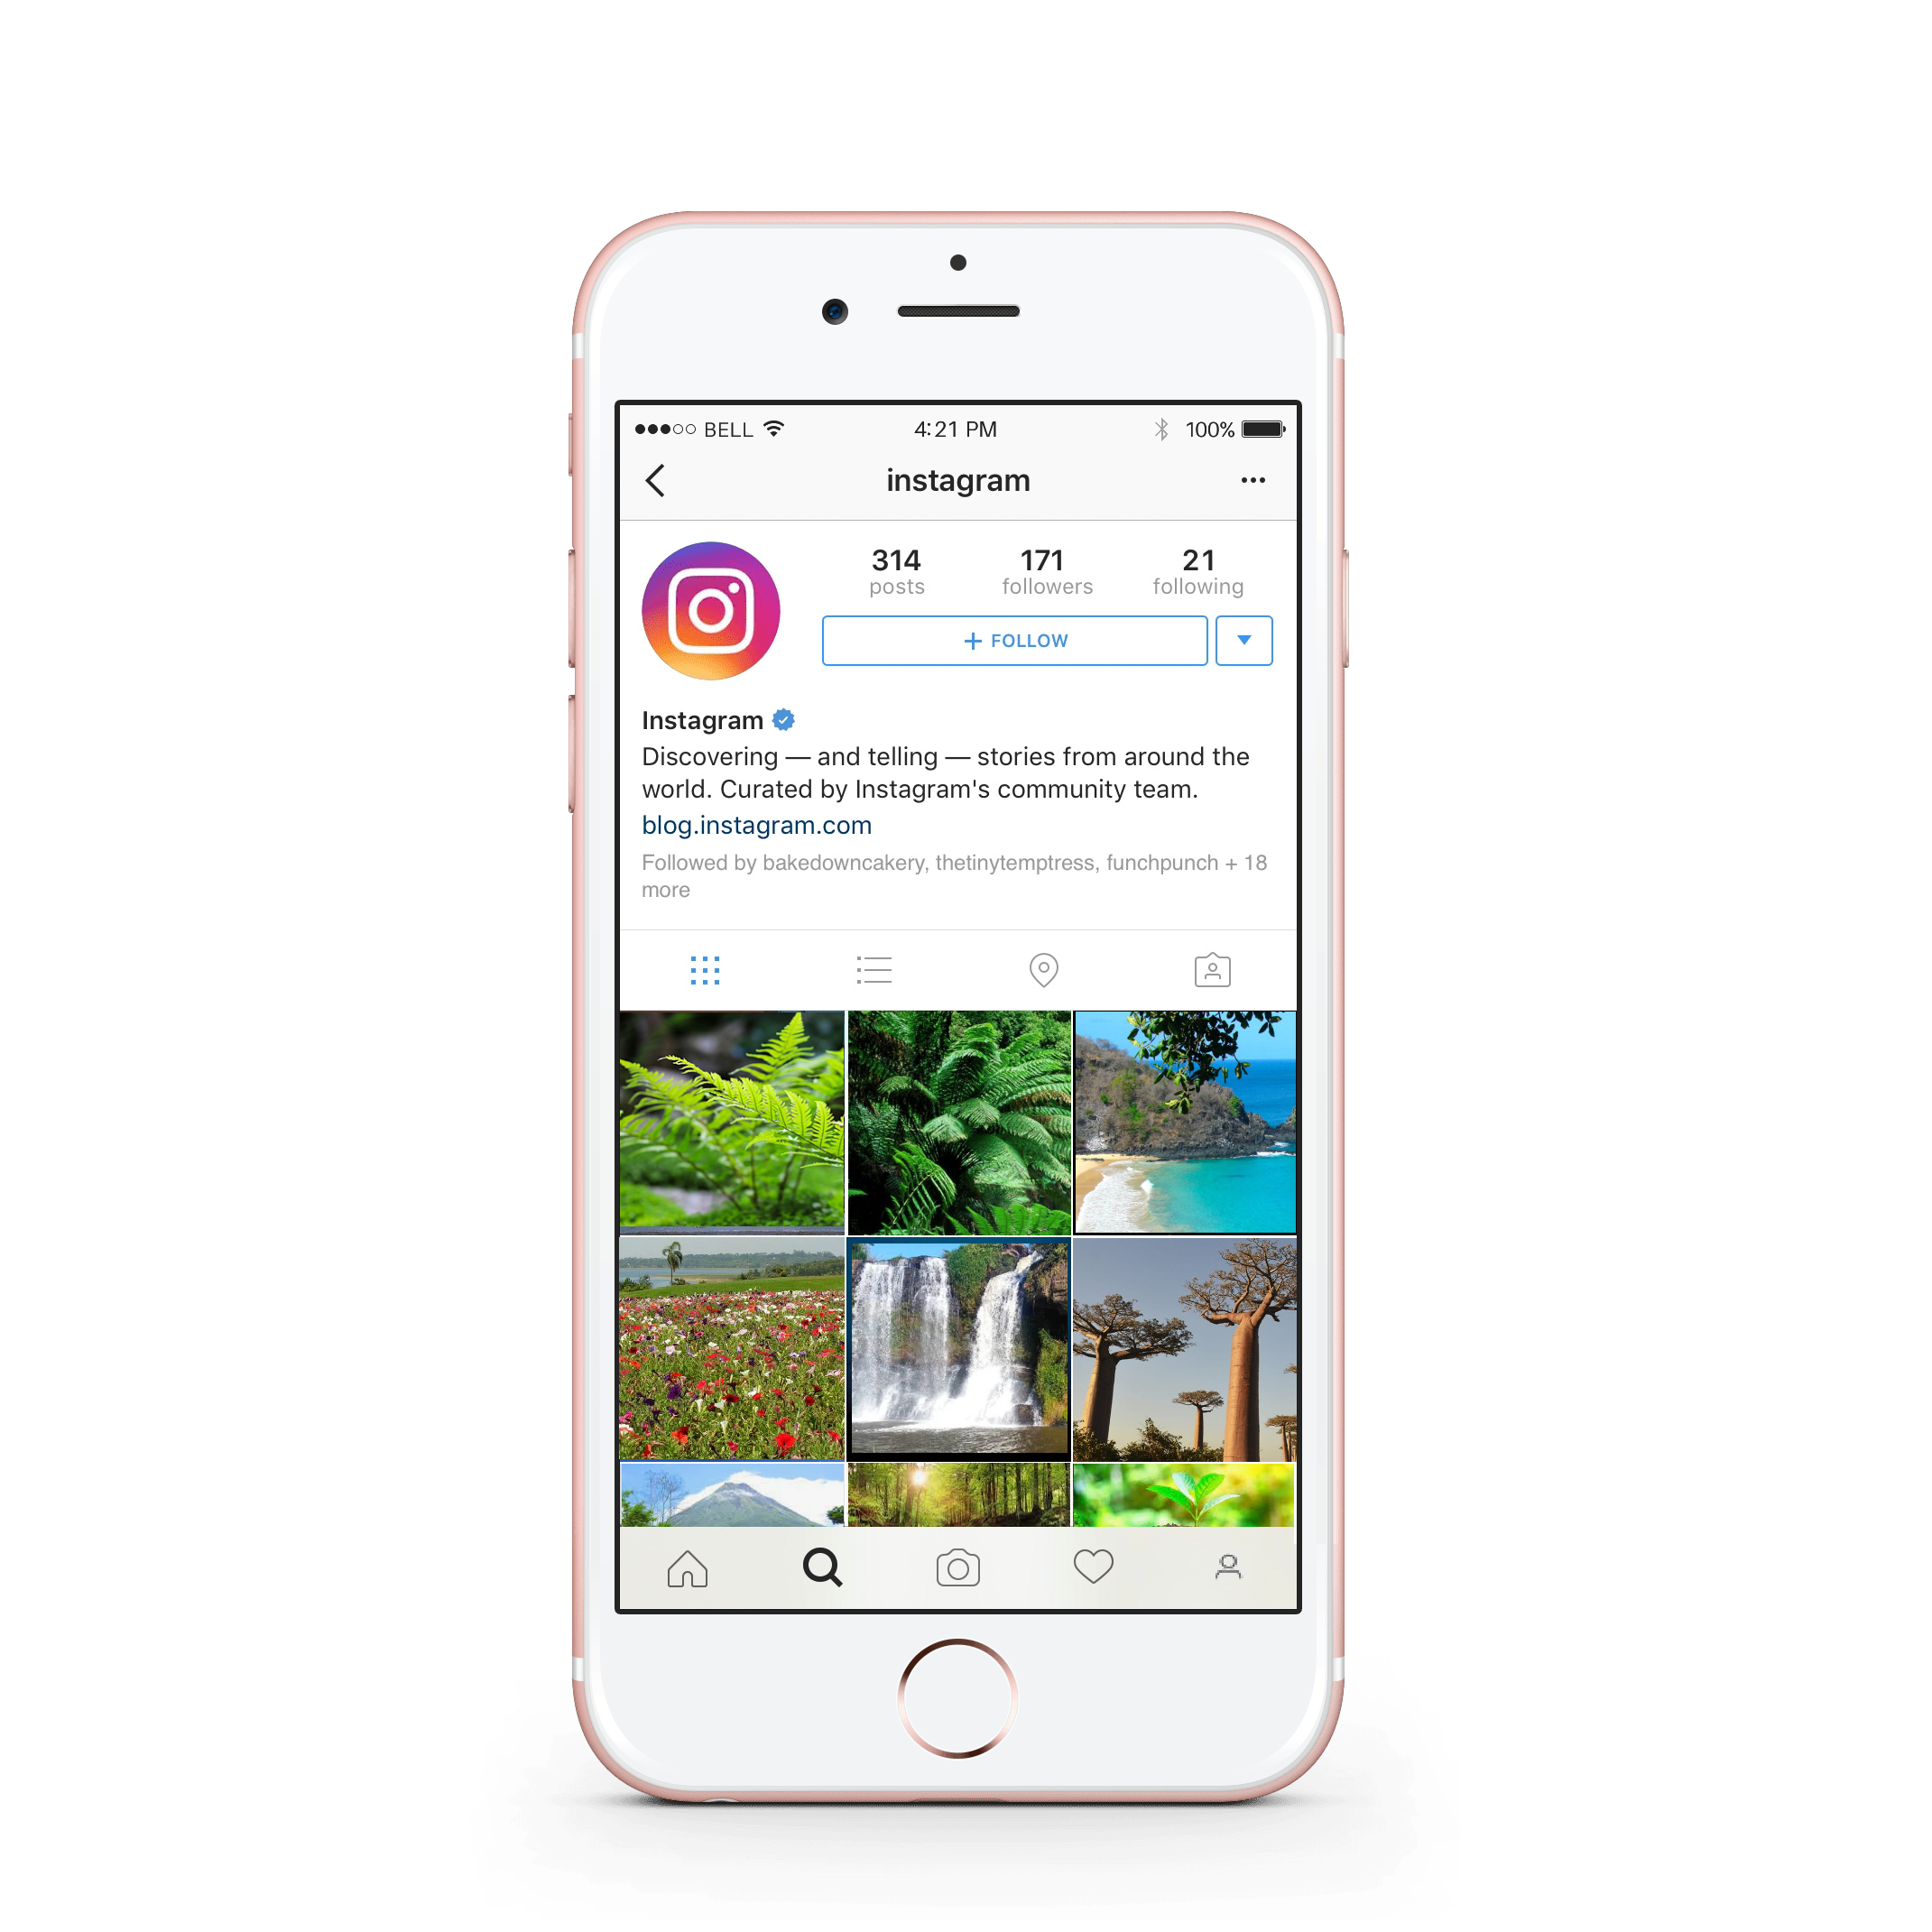 BELL 4:21 PM 100%
instagram
314 171 21
posts followers following
+ FOLLOW
Instagram
Discovering — and telling — stories from around the
world. Curated by Instagram's community team.
blog.instagram.com
Followed by bakedowncakery, thetinytemptress, funchpunch + 18
more